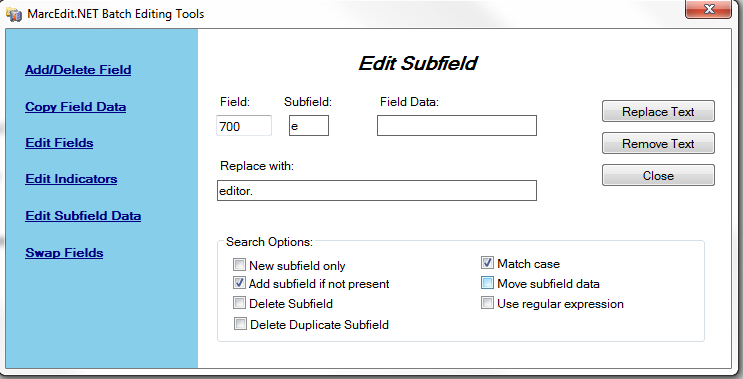 MarcEdit.NET Batch Editing Tools
Edit Subfield
Add/Delete Field
Copy Field Data
Edit Fields
Edit Indicators
Edit Subfield Data
Swap Fields
Field: Subfield: Field Data:
700 e
Replace with:
editor.
Replace Text
Remove Text
Close
Search Options:
New subfield only
Add subfield if not present
Delete Subfield
Delete Duplicate Subfield
Match case
Move subfield data
Use regular expression